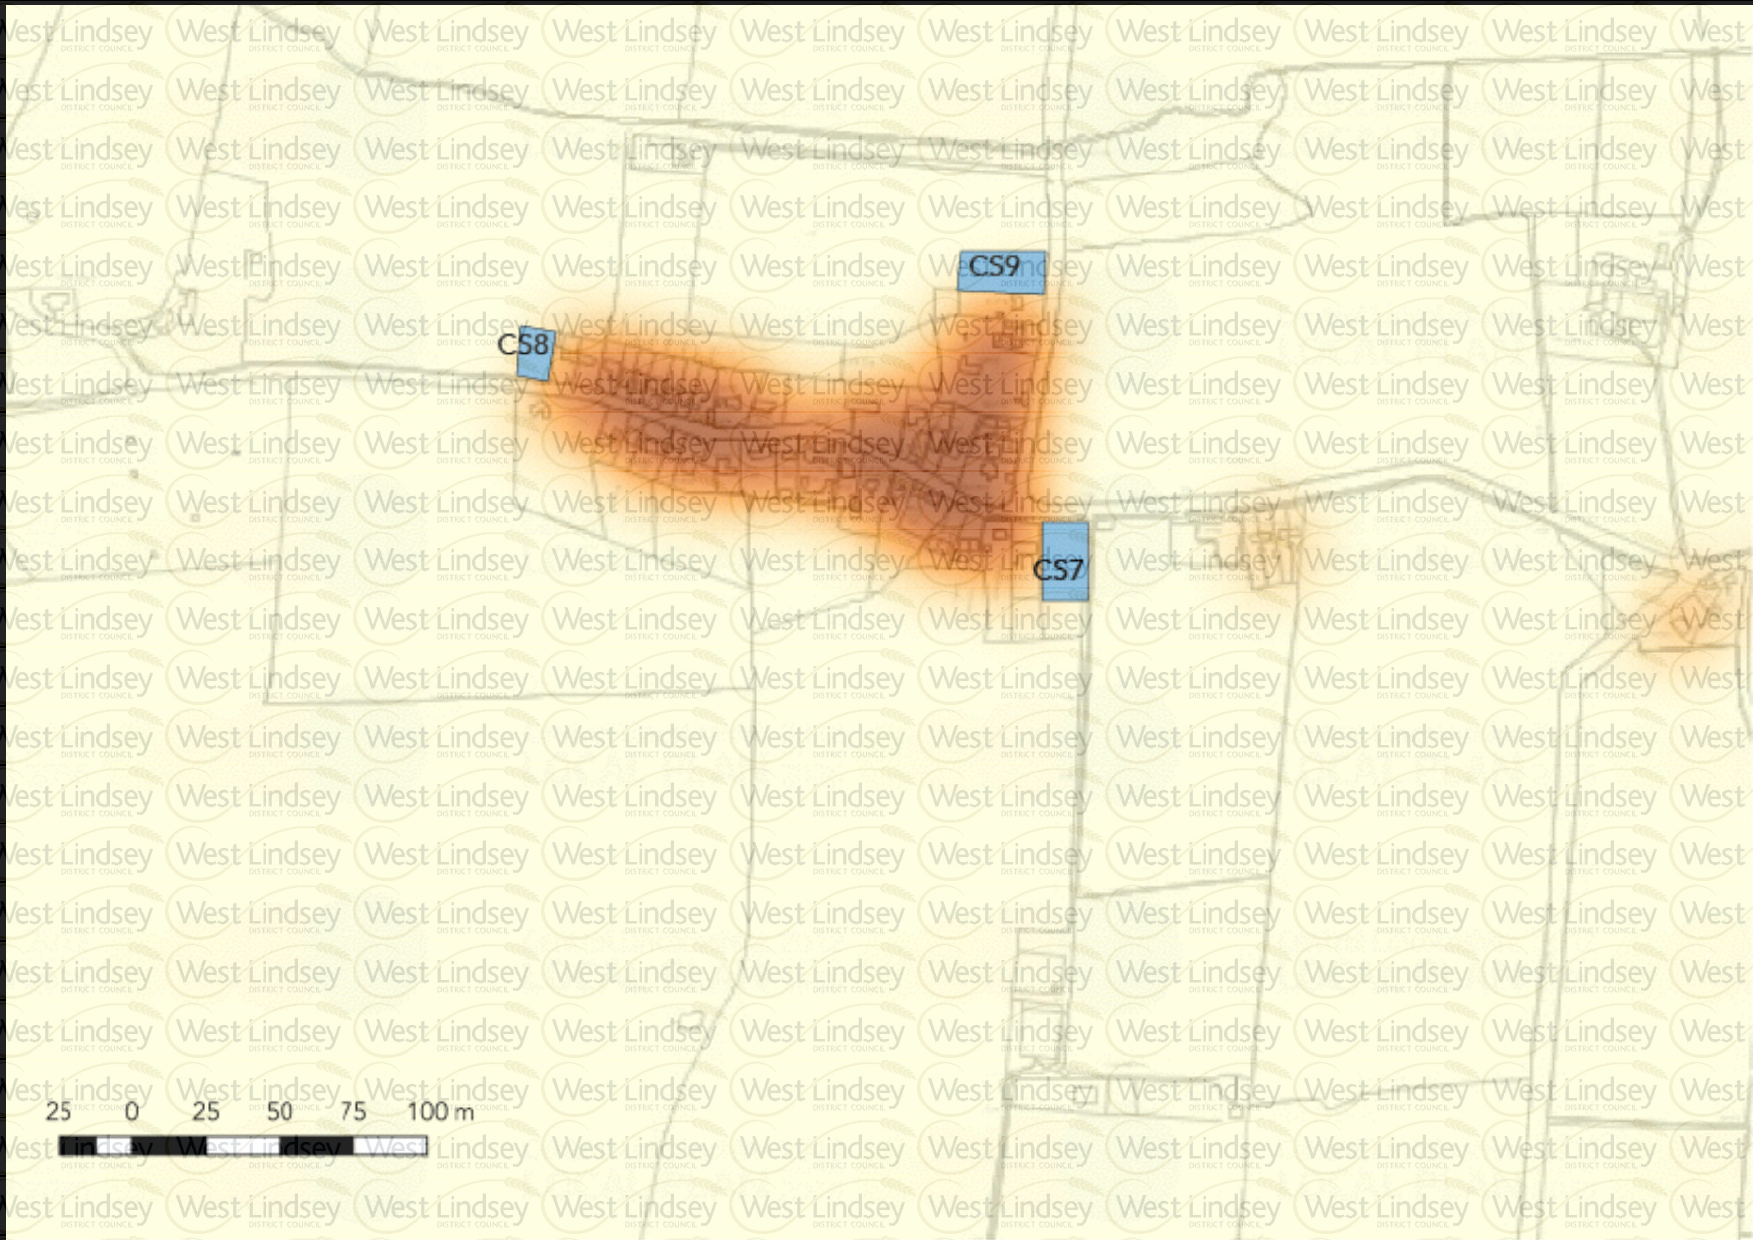 West Lindsey
DISTRICT COUNCIL
CS9
CS8
CS7
25 0 25 50 75 100 m